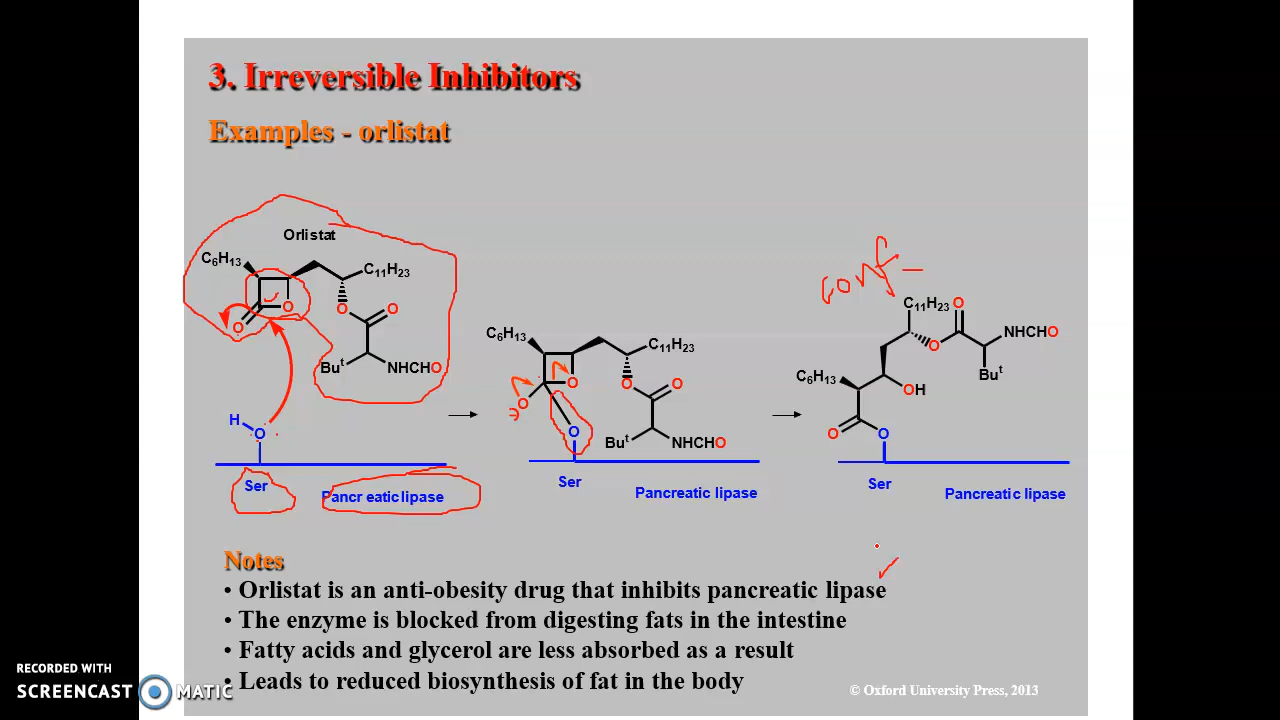 3. Irreversible Inhibitors
Examples - orlistat
Orlistat
C6H13
C11H23
O
O
O
O
But
NHCHO
H
O
Ser
Pancreatic lipase
C6H13
C11H23
O
O
O
O
O
But
NHCHO
Ser
Pancreatic lipase
conf
C11H23
O
O
NHCHO
But
C6H13
OH
O
O
Ser
Pancreatic lipase
Notes
• Orlistat is an anti-obesity drug that inhibits pancreatic lipase
• The enzyme is blocked from digesting fats in the intestine
• Fatty acids and glycerol are less absorbed as a result
• Leads to reduced biosynthesis of fat in the body
© Oxford University Press, 2013
RECORDED WITH
SCREENCAST MATIC